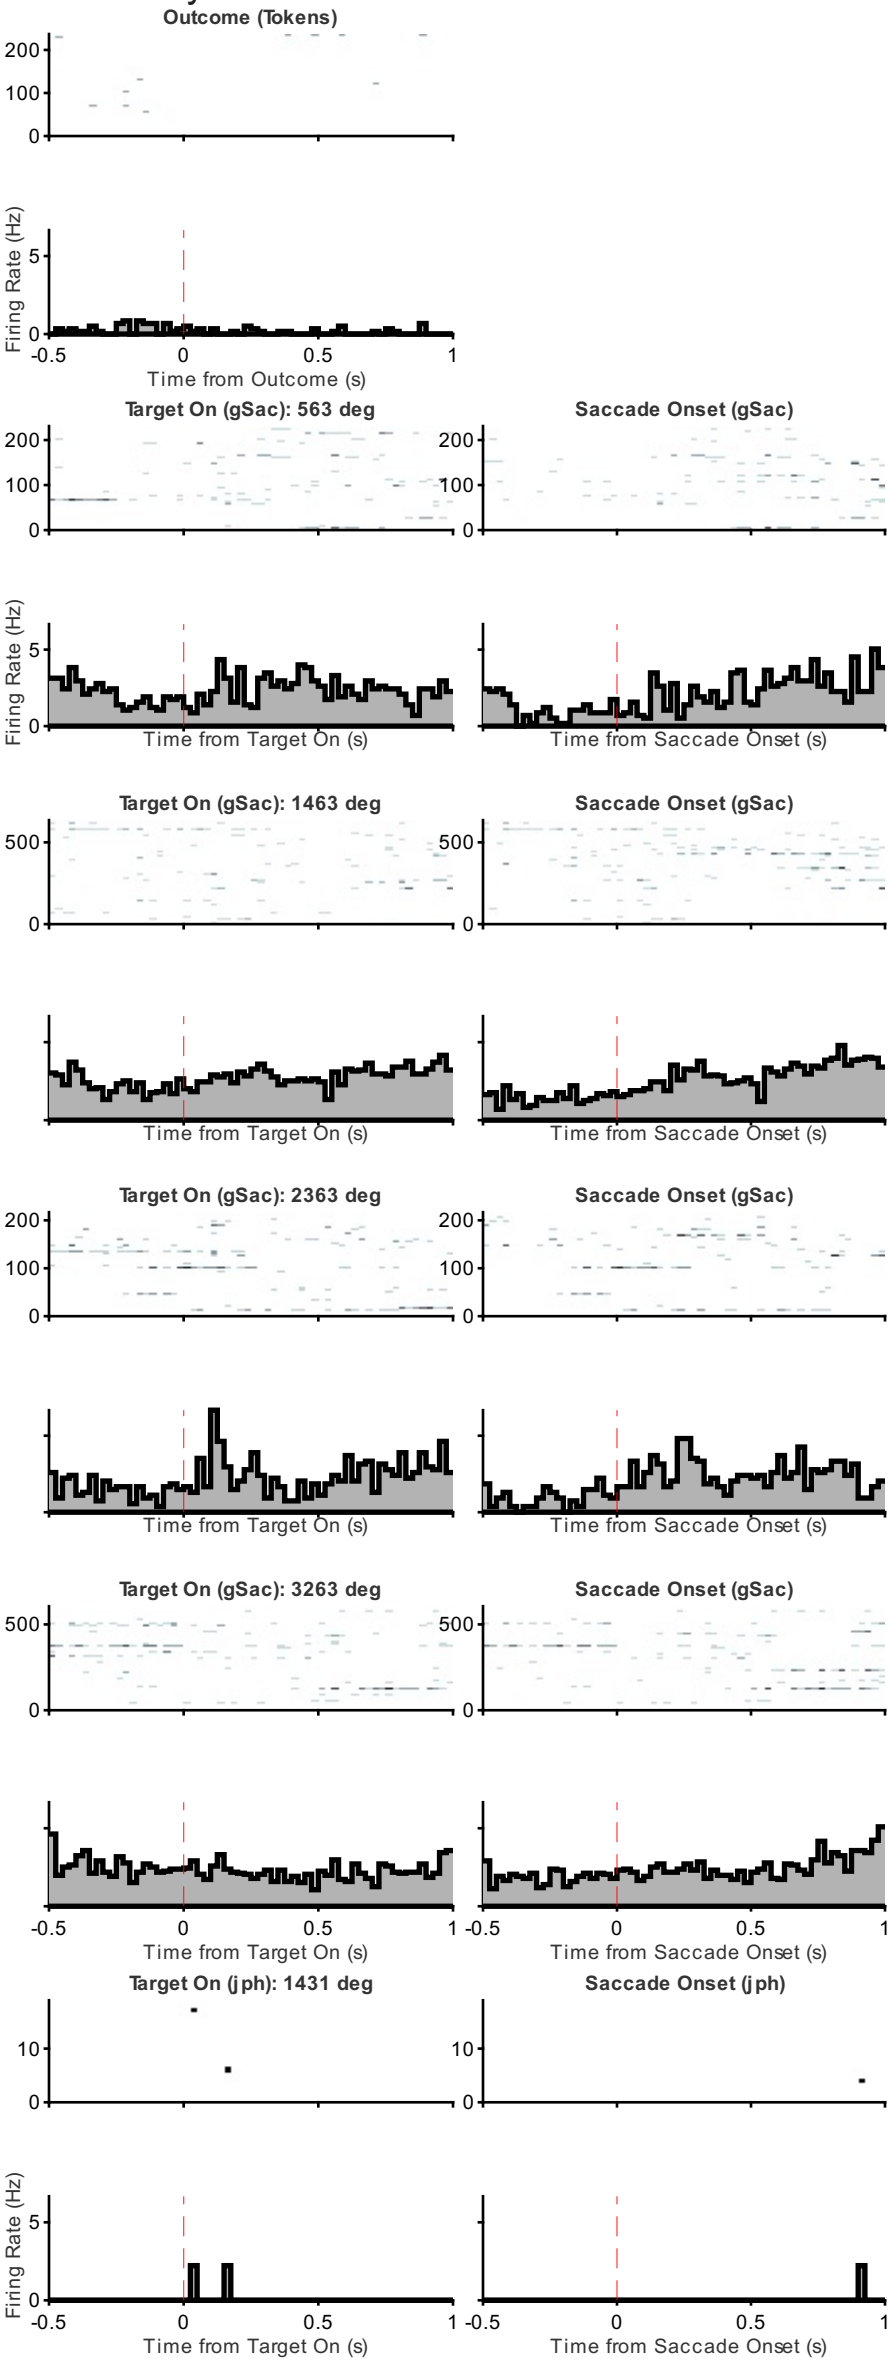 Outcome (Tokens)
200
100
0
Firing Rate (Hz)
5
0
-0.5 0 0.5 1
Time from Outcome (s)
Target On (gSac): 563 deg Saccade Onset (gSac)
200 200
100 100
0 0
Firing Rate (Hz)
5
0
Time from Target On (s) Time from Saccade Onset (s)
Target On (gSac): 1463 deg Saccade Onset (gSac)
500 500
0 0
Time from Target On (s) Time from Saccade Onset (s)
Target On (gSac): 2363 deg Saccade Onset (gSac)
200 200
100 100
0 0
Time from Target On (s) Time from Saccade Onset (s)
Target On (gSac): 3263 deg Saccade Onset (gSac)
500 500
0 0
-0.5 0 0.5 1 -0.5 0 0.5 1
Time from Target On (s) Time from Saccade Onset (s)
Target On (jph): 1431 deg Saccade Onset (jph)
10 10
0 0
Firing Rate (Hz)
5
0
-0.5 0 0.5 1 -0.5 0 0.5 1
Time from Target On (s) Time from Saccade Onset (s)